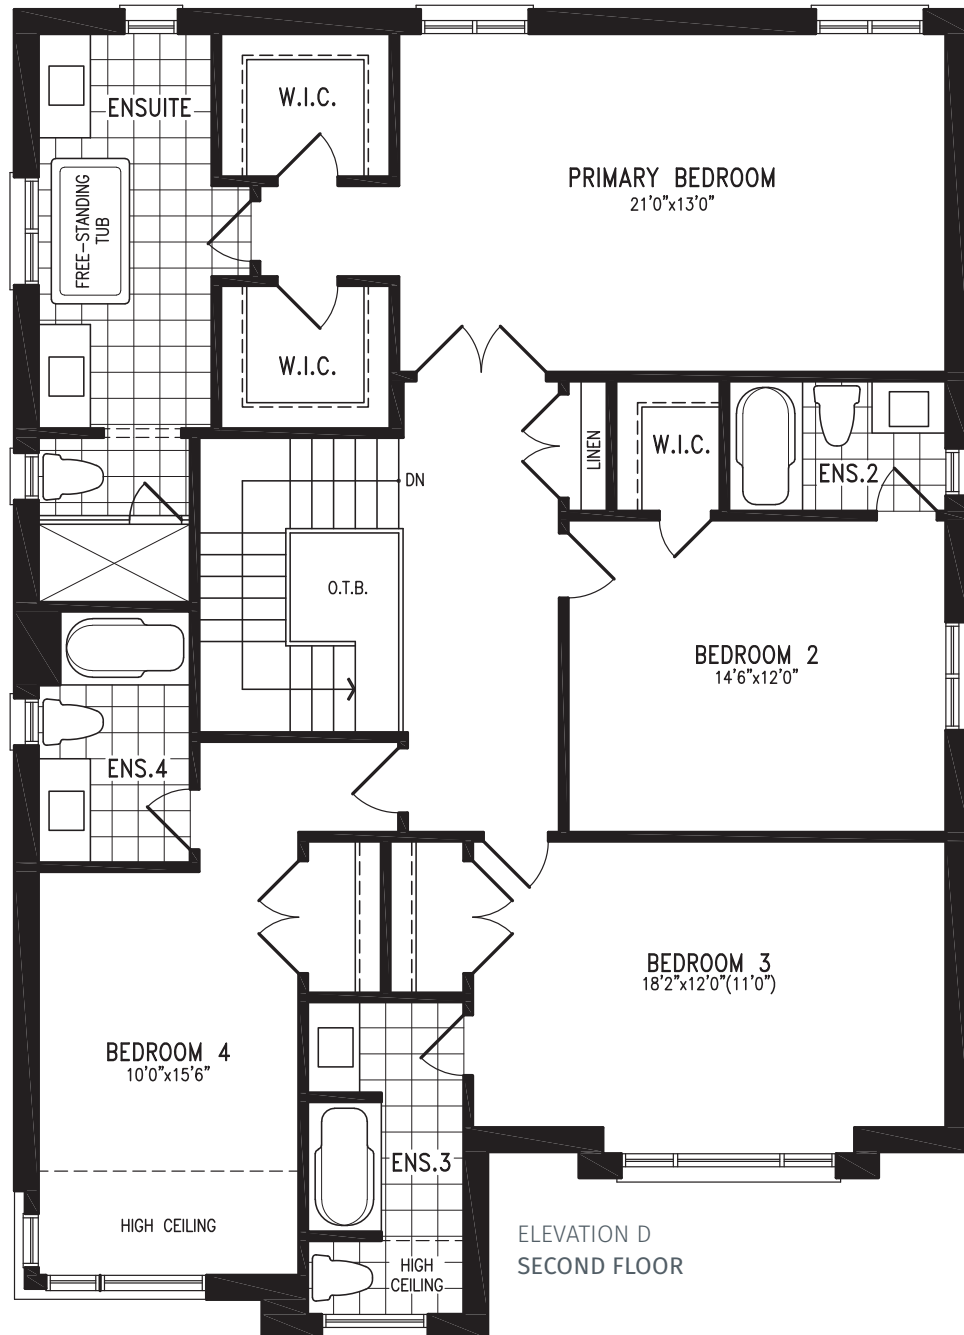 ENSUITE
W.I.C.
PRIMARY BEDROOM
21'0"x13'0"
FREE-STANDING
TUB
W.I.C.
LINEN
W.I.C.
ENS.2
DN
O.T.B.
BEDROOM 2
14'6"x12'0"
ENS.4
BEDROOM 3
18'2"x12'0"(11'0")
BEDROOM 4
10'0"x15'6"
ENS.3
HIGH CEILING
HIGH
CEILING
ELEVATION D
SECOND FLOOR